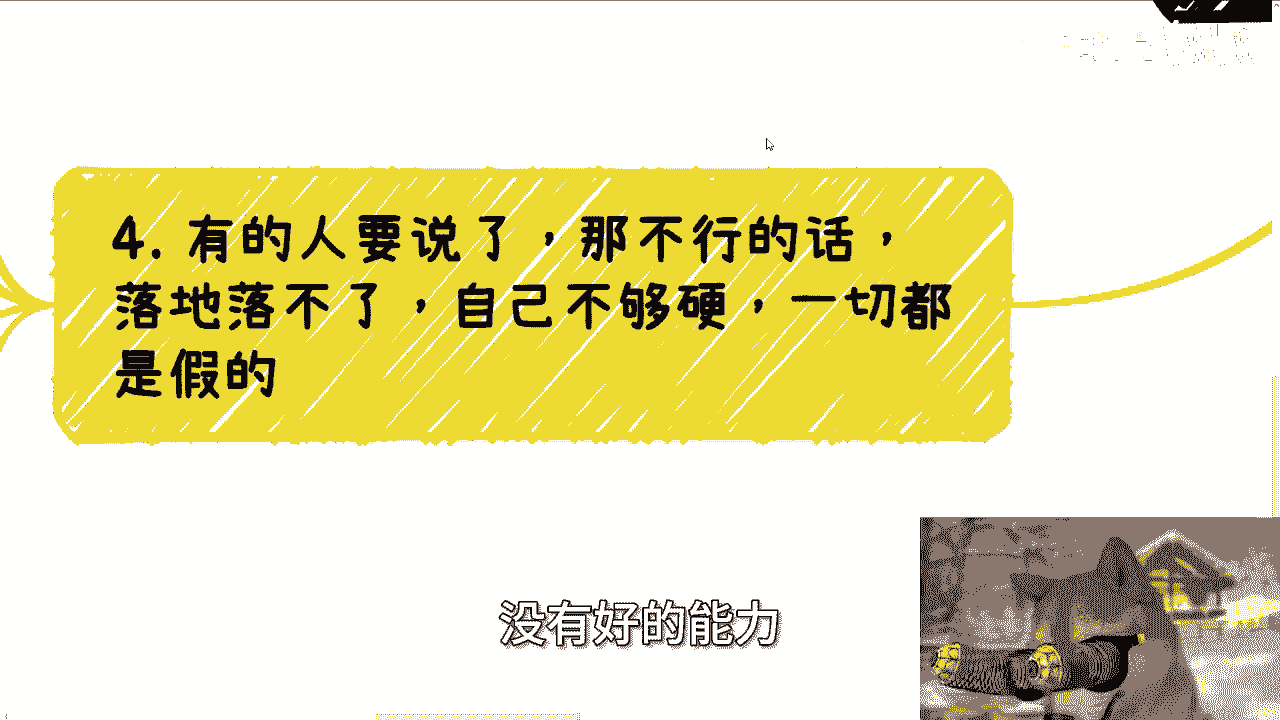 4. 有的人要说了，那不行的话，
落地落不了，自己不够硬，一切都
是假的
没有好的能力